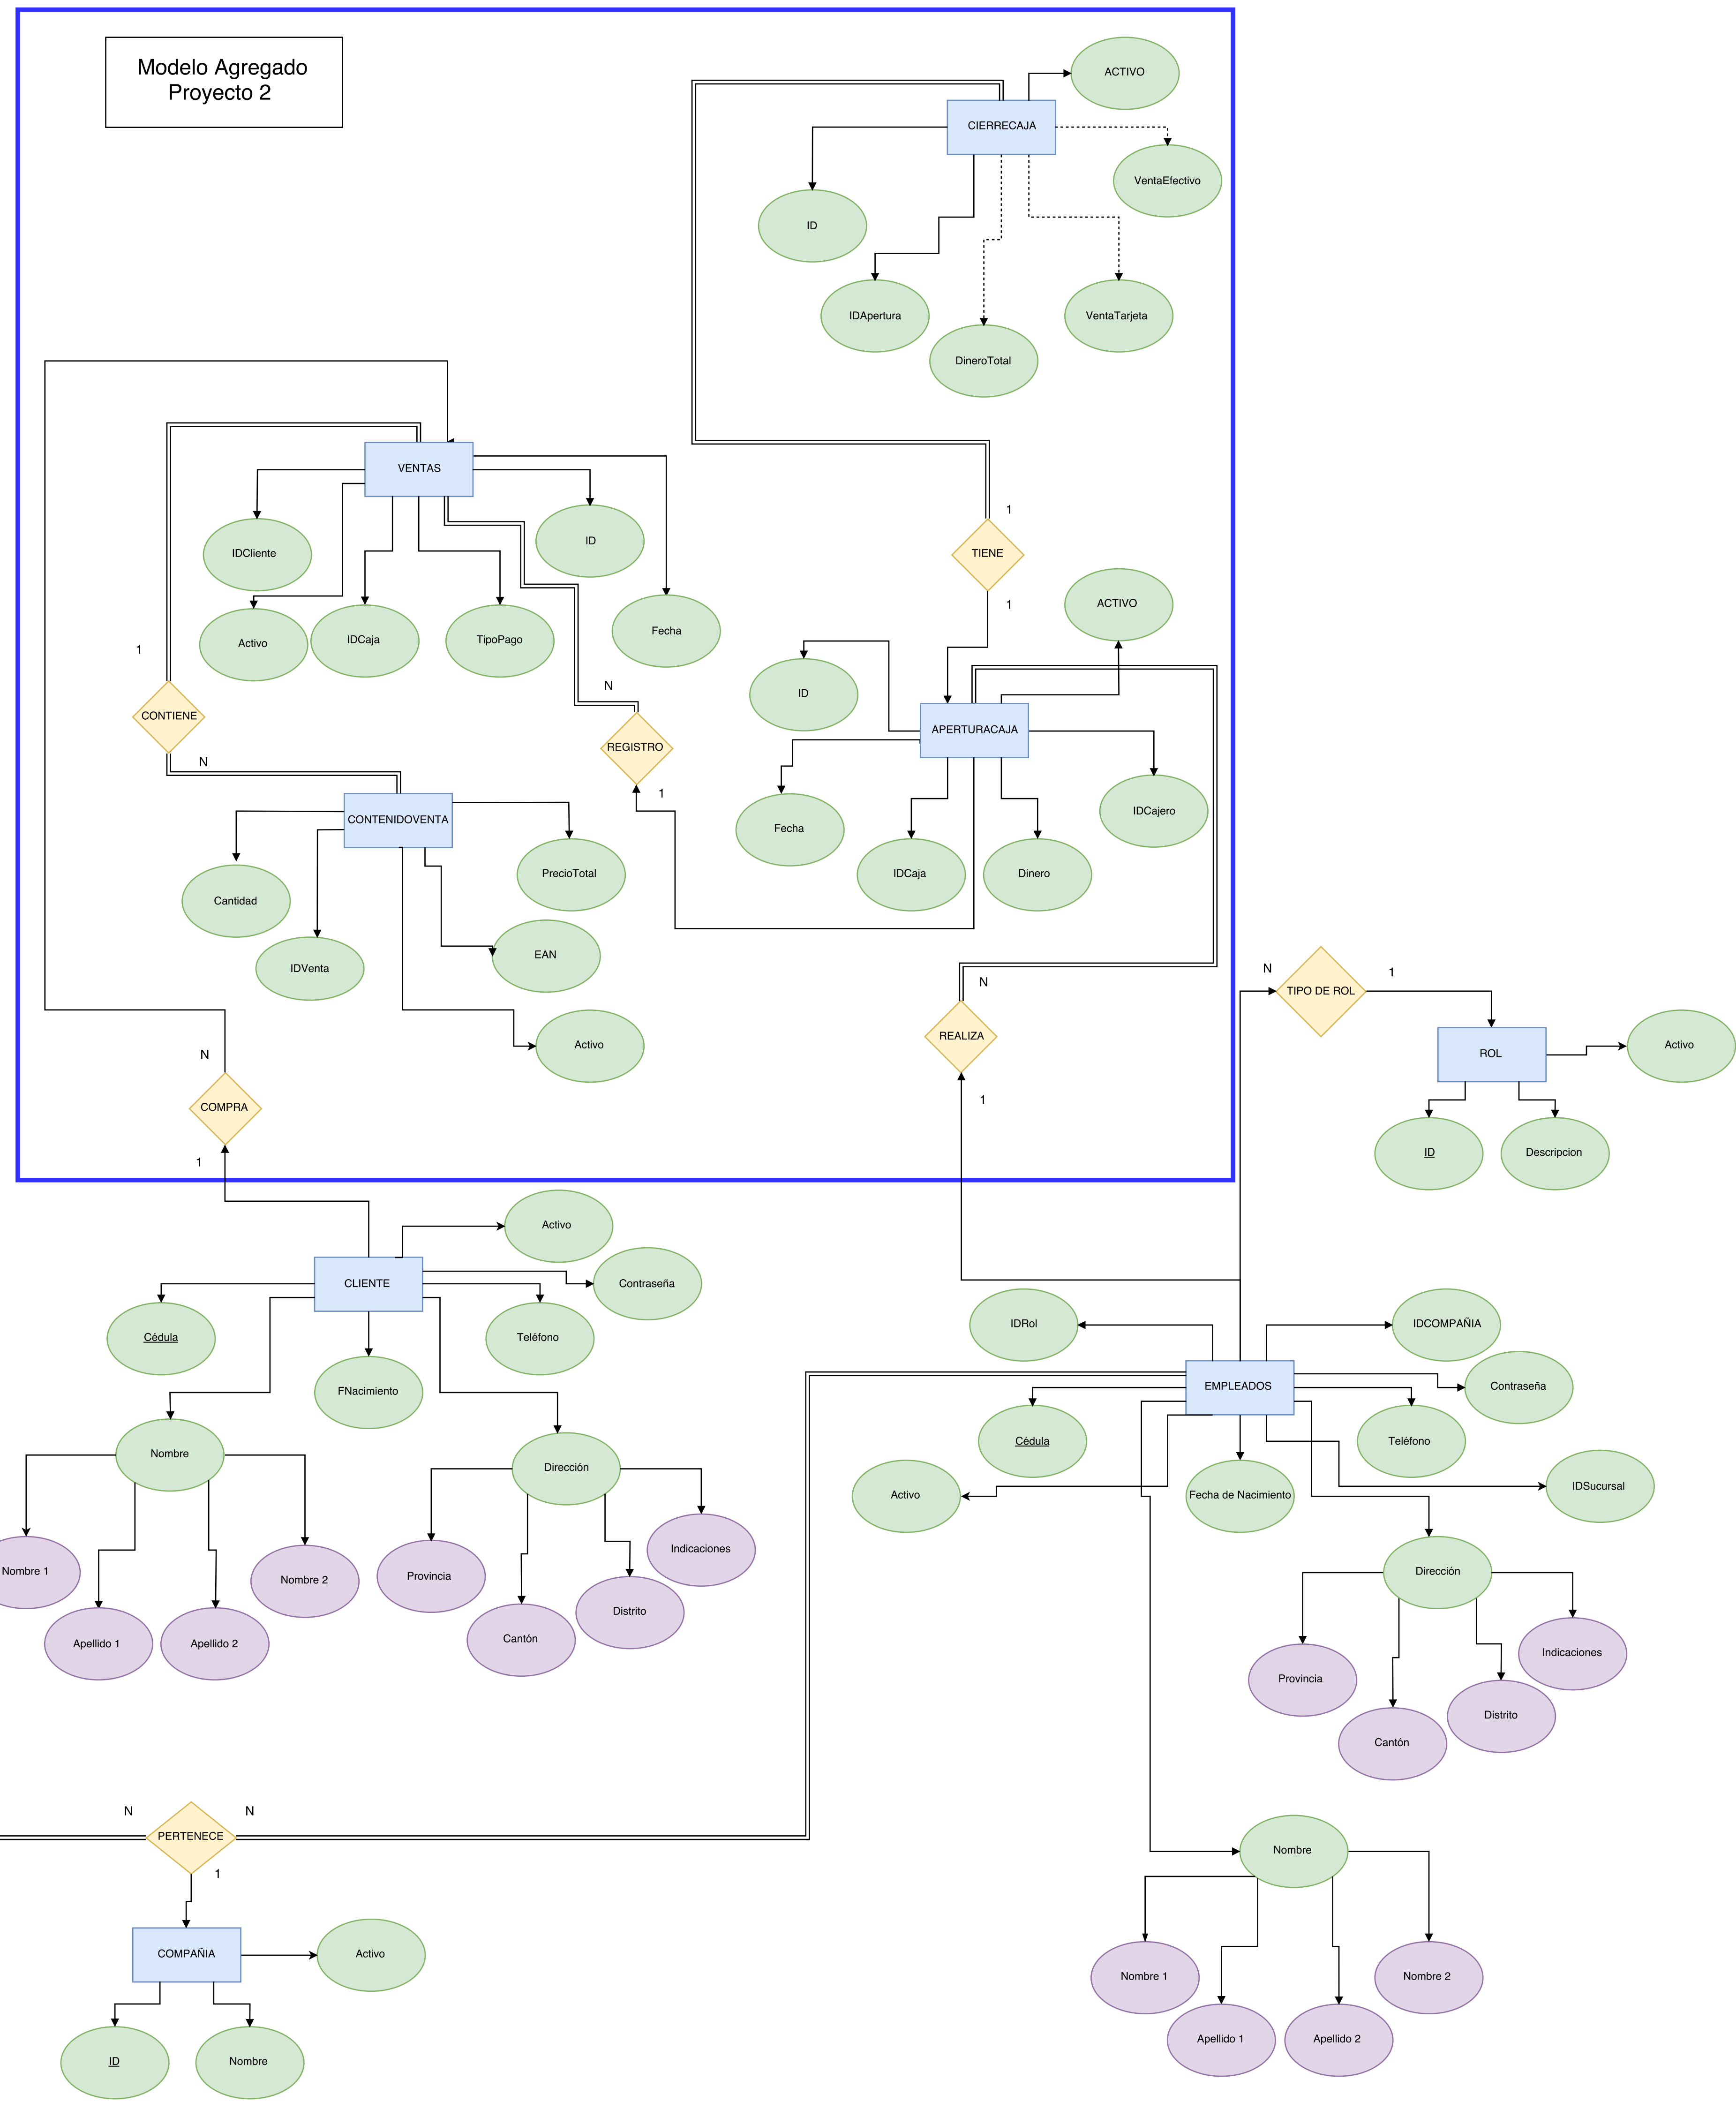 Modelo Agregado
Proyecto 2
ACTIVO
CIERRECAJA
VentaEfectivo
ID
IDApertura
VentaTarjeta
DineroTotal
VENTAS
1
IDCliente
ID
TIENE
Activo
IDCaja
TipoPago
Fecha
1
ACTIVO
1
N
ID
CONTIENE
REGISTRO
APERTURACAJA
N
1
CONTENIDOVENTA
Fecha
IDCajero
Cantidad
PrecioTotal
IDCaja
Dinero
IDVenta
EAN
N
N
TIPO DE ROL
1
Activo
REALIZA
ROL
Activo
N
COMPRA
1
1
ID
Descripcion
Activo
CLIENTE
Contraseña
Cédula
Teléfono
IDRol
IDCOMPAÑIA
FNacimiento
EMPLEADOS
Contraseña
Cédula
Teléfono
Nombre
Dirección
Activo
Fecha de Nacimiento
IDSucursal
Nombre 1
Nombre 2
Provincia
Indicaciones
Dirección
Apellido 1
Apellido 2
Cantón
Distrito
Provincia
Indicaciones
Cantón
Distrito
N
N
PERTENECE
1
Nombre
COMPAÑIA
Activo
Nombre 1
Nombre 2
ID
Nombre
Apellido 1
Apellido 2